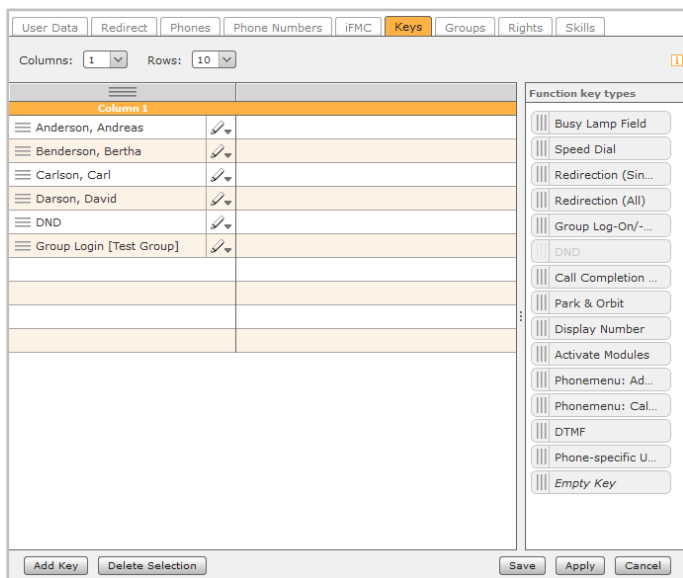 User Data Redirect Phones Phone Numbers iFMC Keys Groups Rights Skills
Columns: 1 Rows: 10
Function key types
Column 1
Anderson, Andreas
Benderson, Bertha
Carlson, Carl
Darson, David
DND
Group Login [Test Group]
Busy Lamp Field
Speed Dial
Redirection (Sin...
Redirection (All)
Group Log-On/-...
DND
Call Completion ...
Park & Orbit
Display Number
Activate Modules
Phonemenu: Ad...
Phonemenu: Cal...
DTMF
Phone-specific U...
Empty Key
Add Key Delete Selection Save Apply Cancel